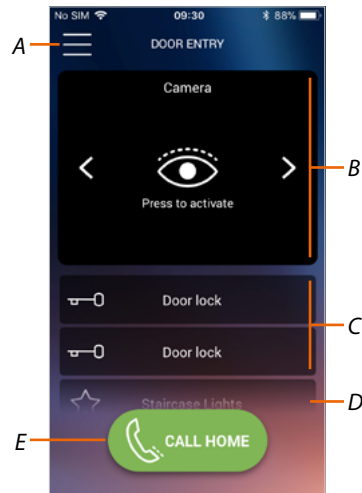 No SIM 09:30 88%
A DOOR ENTRY
Camera
B
Press to activate
Door lock
C
Door lock
Staircase Lights D
E CALL HOME